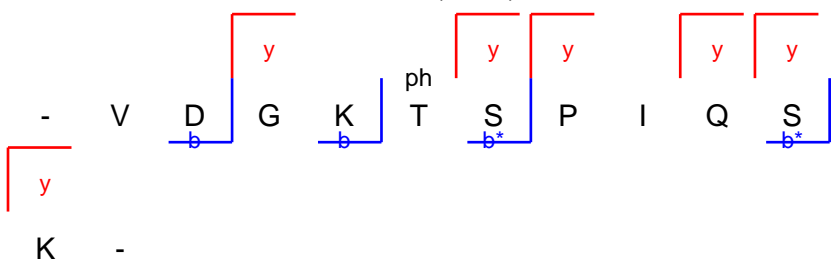 y y y y y
ph
- V D G K T S P I Q S
b b b* b*
y
K -